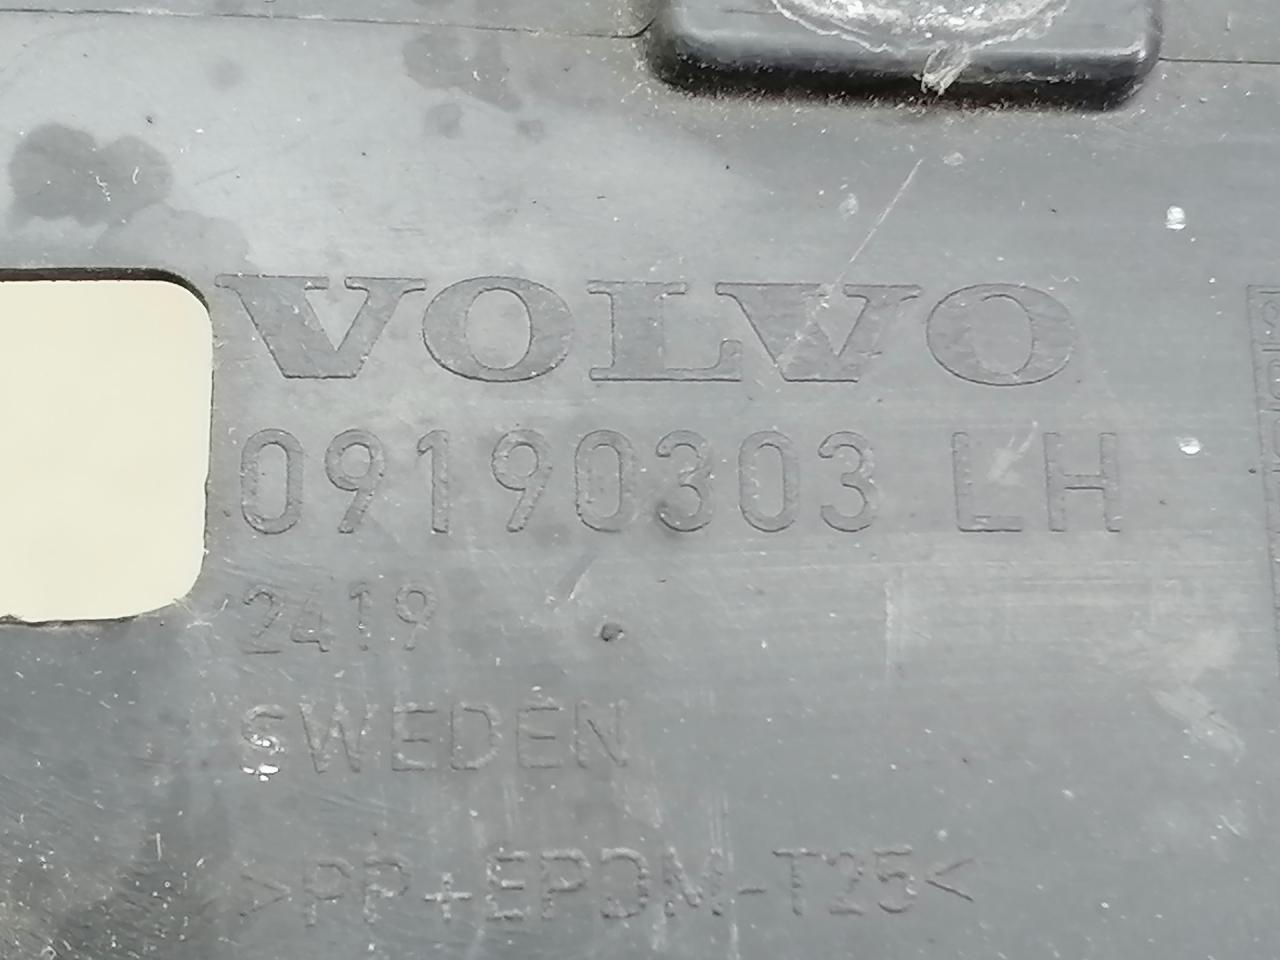 VOLVO
09190303 LH
2419
SWEDEN
>PP+EPDM-T25<